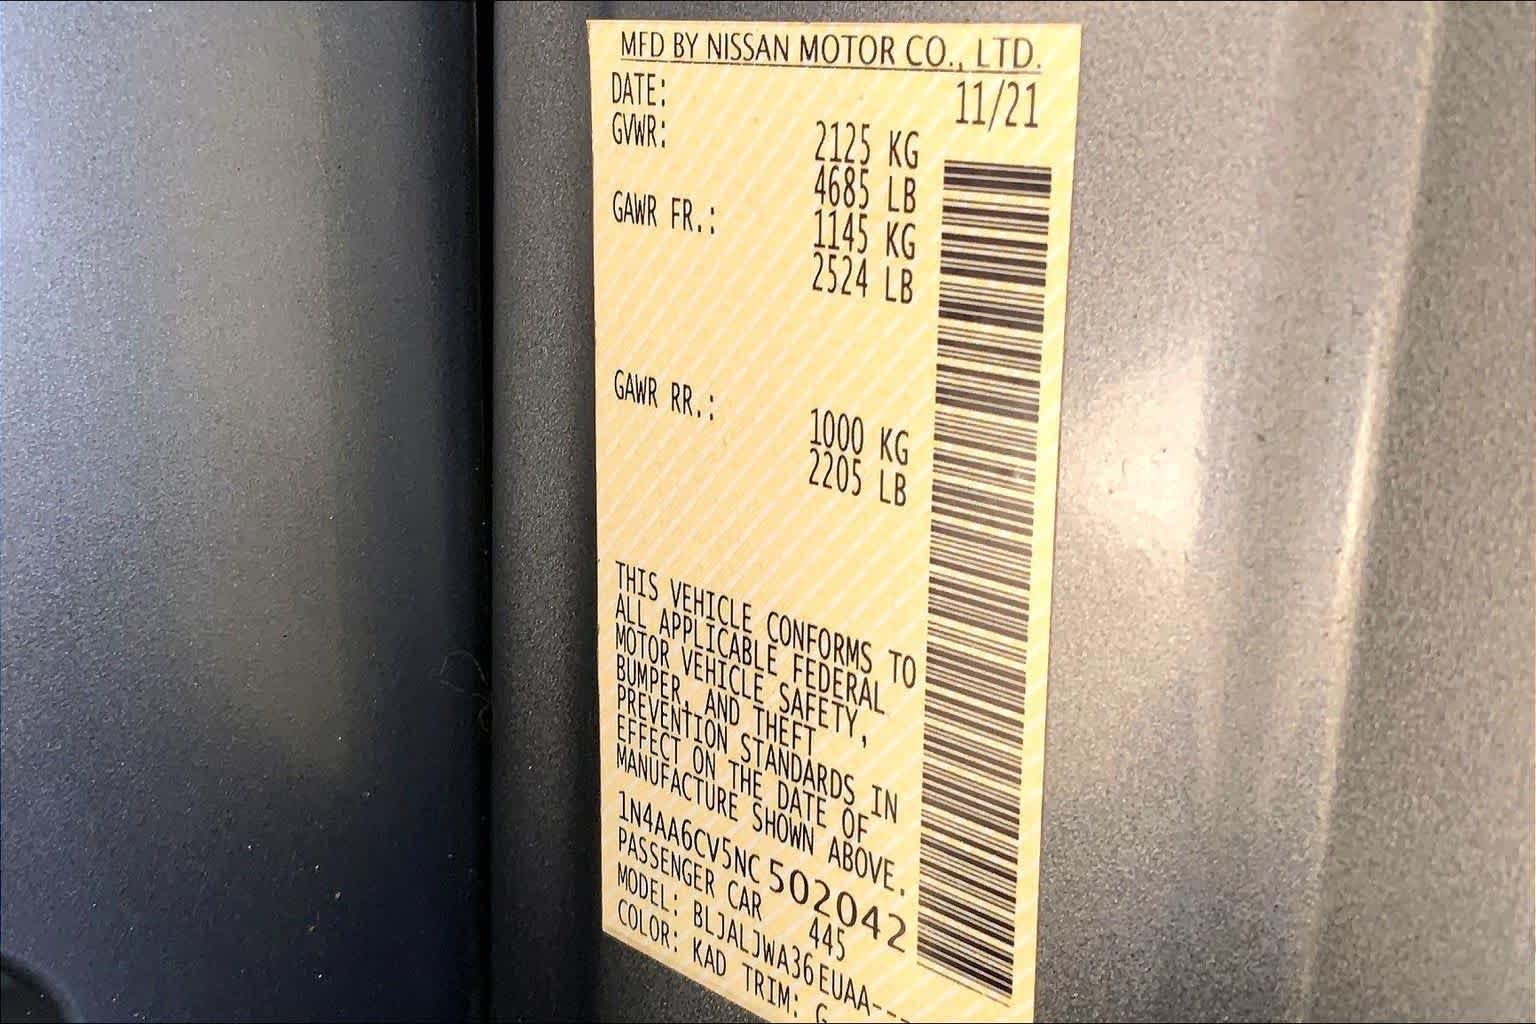 MFD BY NISSAN MOTOR CO., LTD.
DATE: 11/21
GVWR: 2125 KG
4685 LB
GAWR FR.: 1145 KG
2524 LB
GAWR RR.: 1000 KG
2205 LB
THIS VEHICLE CONFORMS TO
ALL APPLICABLE FEDERAL
MOTOR VEHICLE SAFETY,
BUMPER, AND THEFT
PREVENTION STANDARDS IN
EFFECT ON THE DATE OF
MANUFACTURE SHOWN ABOVE.
1N4AA6CV5NC 502042
PASSENGER CAR 445
MODEL: BLJALJWA36EUAA---
COLOR: KAD TRIM: G